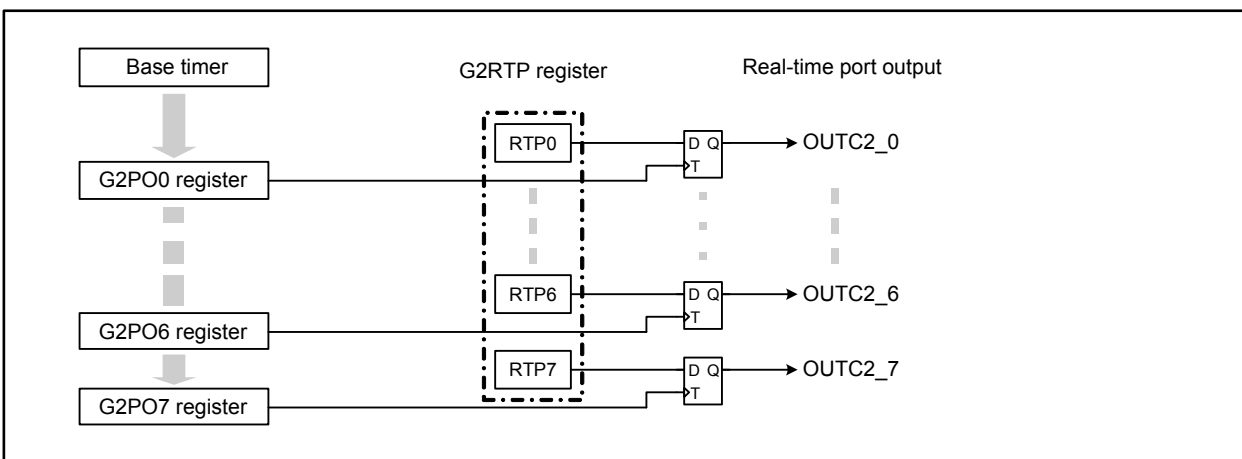 Base timer
G2RTP register
Real-time port output
RTP0
D Q
T
OUTC2_0
G2PO0 register
RTP6
D Q
T
OUTC2_6
G2PO6 register
RTP7
D Q
T
OUTC2_7
G2PO7 register